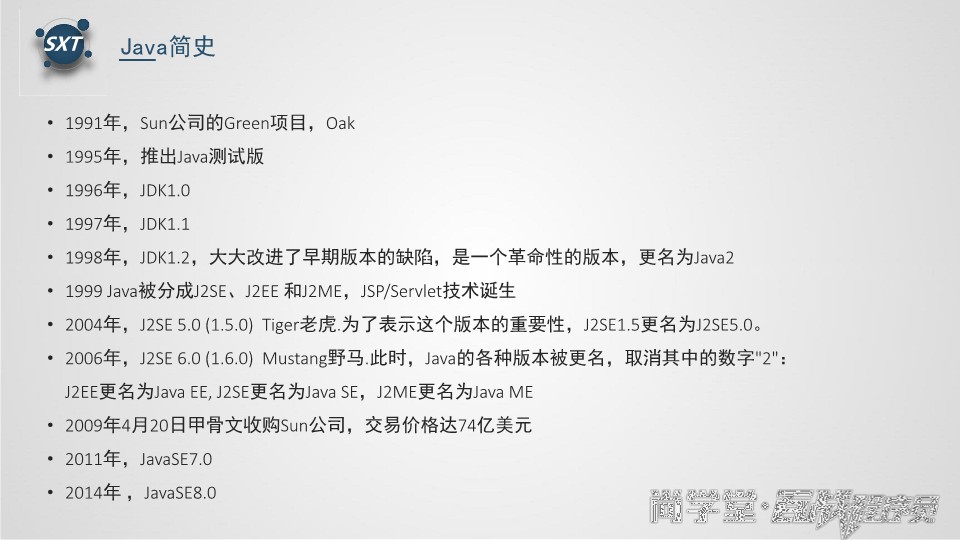 SXT
Java简史
• 1991年，Sun公司的Green项目，Oak
• 1995年，推出Java测试版
• 1996年，JDK1.0
• 1997年，JDK1.1
• 1998年，JDK1.2，大大改进了早期版本的缺陷，是一个革命性的版本，更名为Java2
• 1999 Java被分成J2SE、J2EE 和J2ME，JSP/Servlet技术诞生
• 2004年，J2SE 5.0 (1.5.0)  Tiger老虎.为了表示这个版本的重要性，J2SE1.5更名为J2SE5.0。
• 2006年，J2SE 6.0 (1.6.0)  Mustang野马.此时，Java的各种版本被更名，取消其中的数字"2"：
J2EE更名为Java EE, J2SE更名为Java SE，J2ME更名为Java ME
• 2009年4月20日甲骨文收购Sun公司，交易价格达74亿美元
• 2011年，JavaSE7.0
• 2014年 ，JavaSE8.0
尚学堂·百战程序员